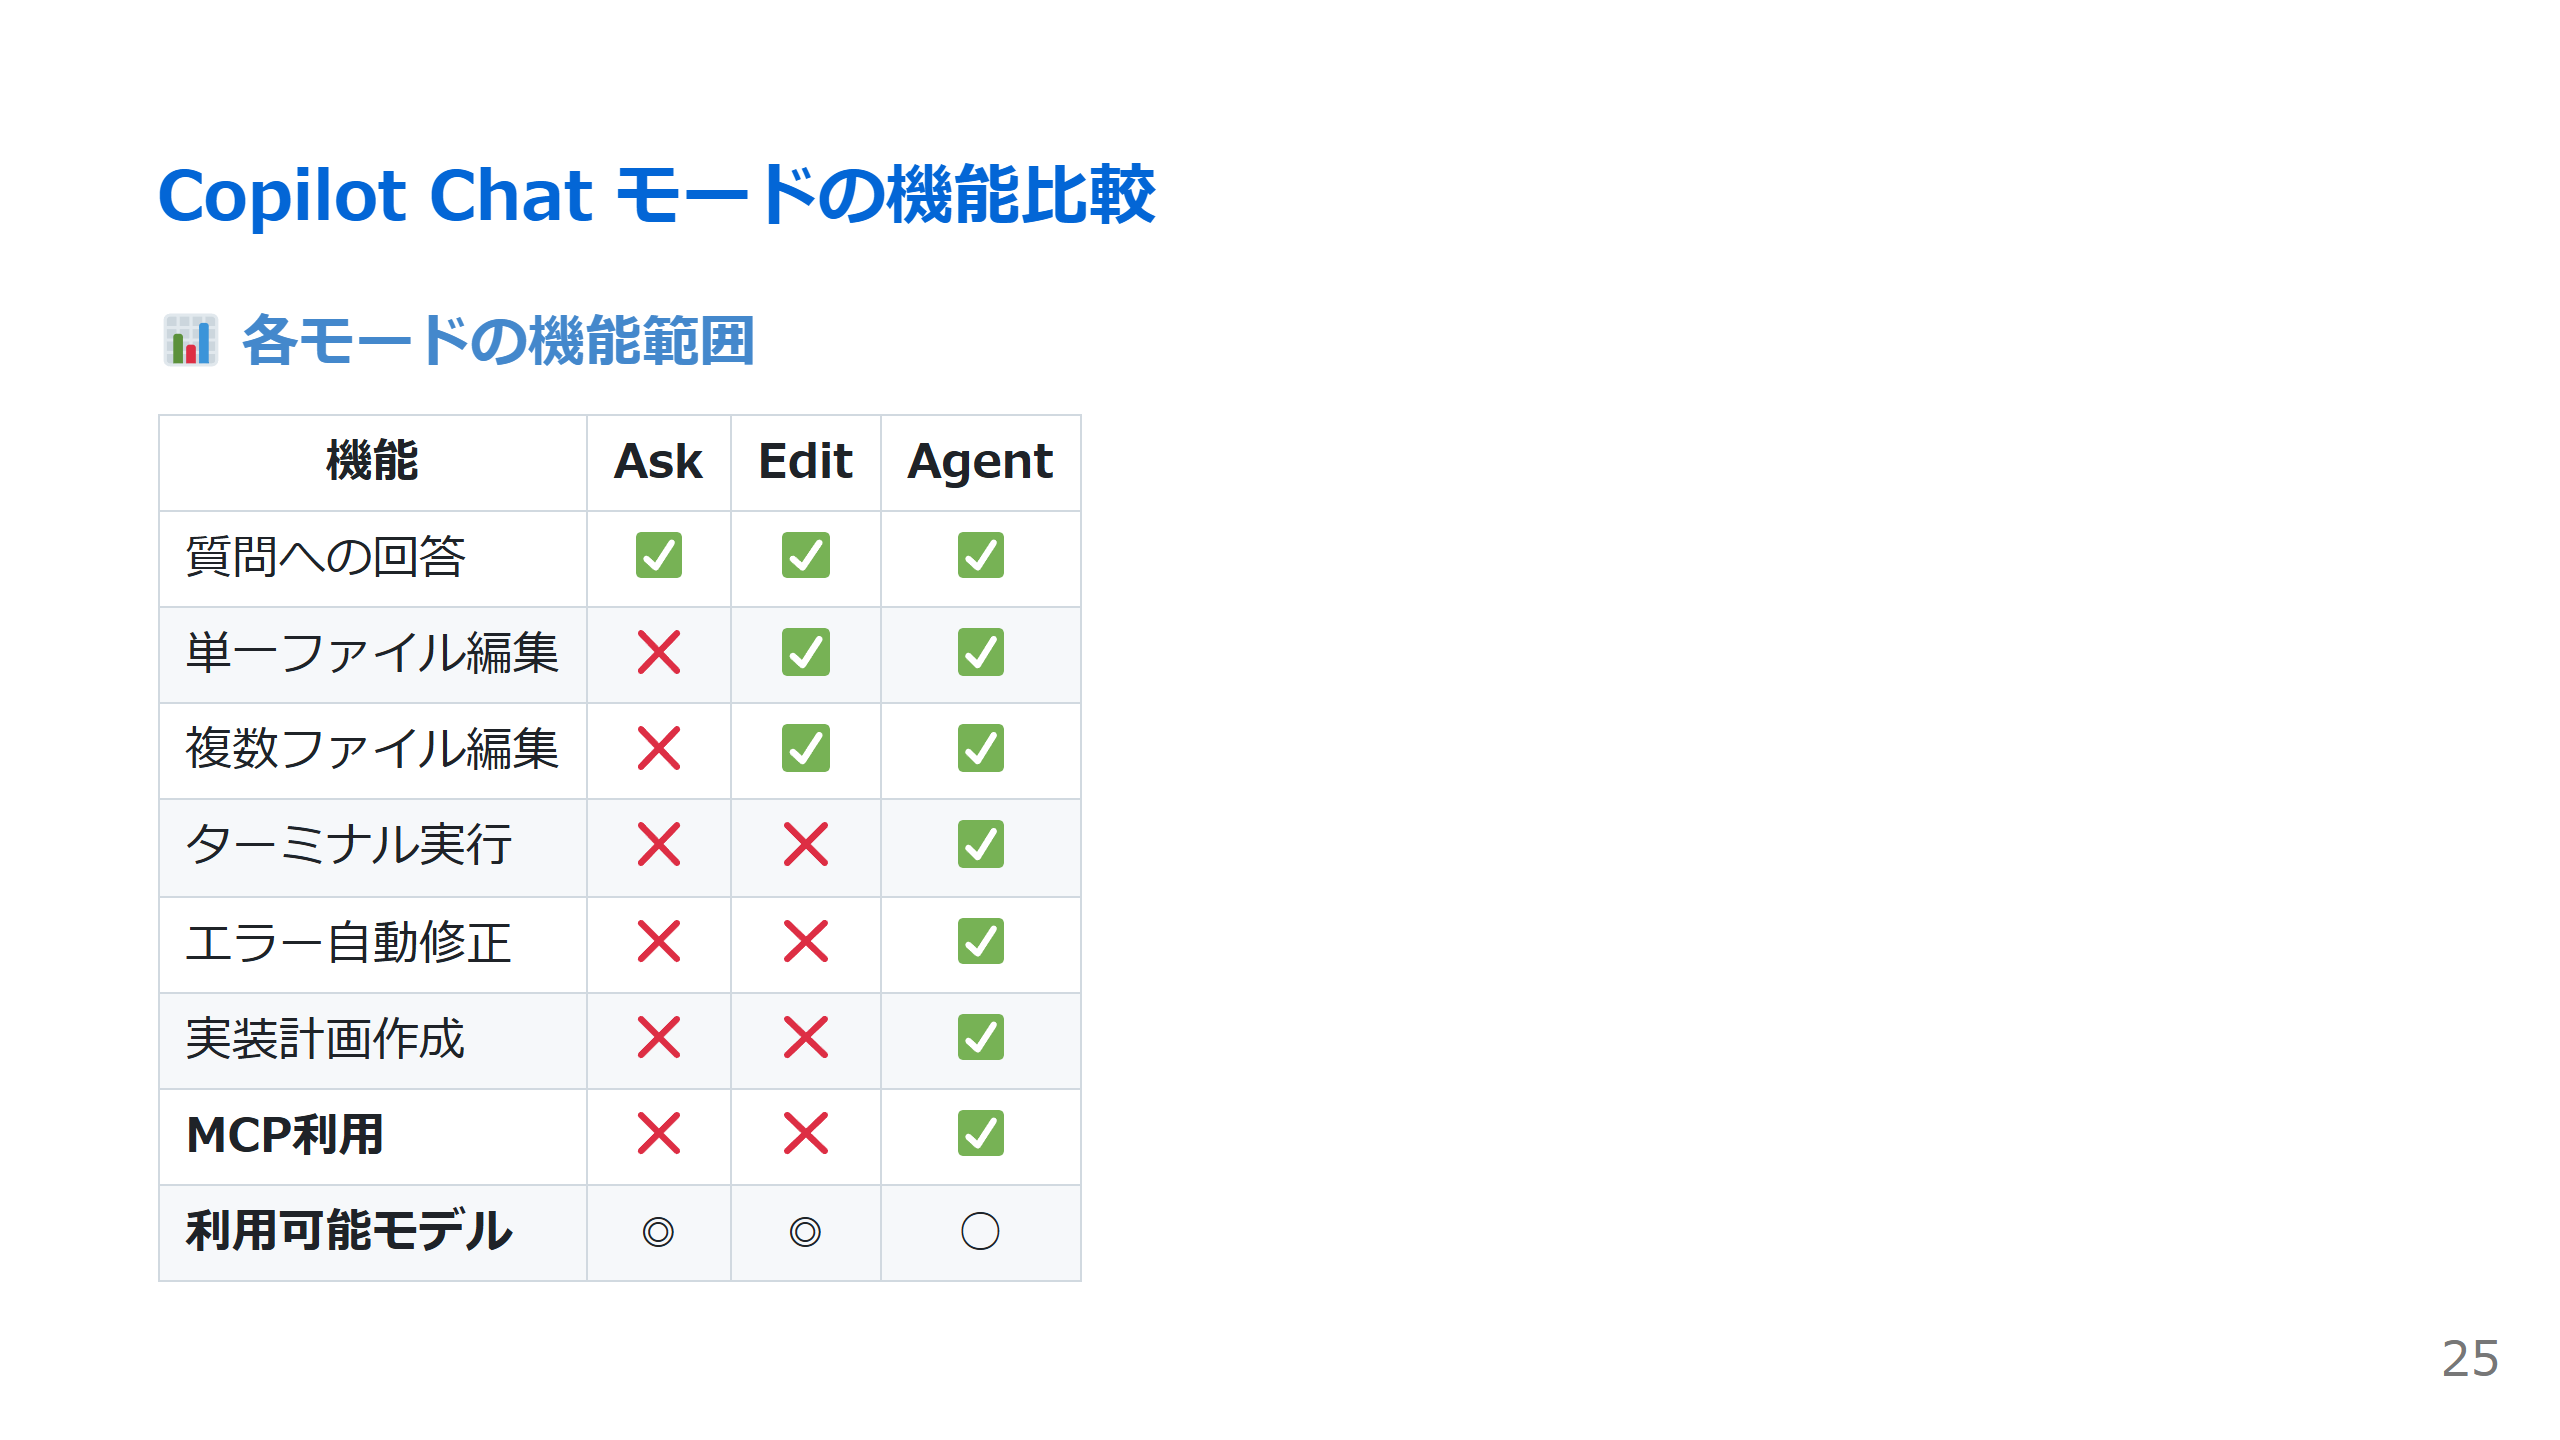 Copilot Chat モードの機能比較
📊 各モードの機能範囲
機能 Ask Edit Agent
質問への回答 ✅ ✅ ✅
単一ファイル編集 ❌ ✅ ✅
複数ファイル編集 ❌ ✅ ✅
ターミナル実行 ❌ ❌ ✅
エラー自動修正 ❌ ❌ ✅
実装計画作成 ❌ ❌ ✅
MCP利用 ❌ ❌ ✅
利用可能モデル ◎ ◎ ○
25